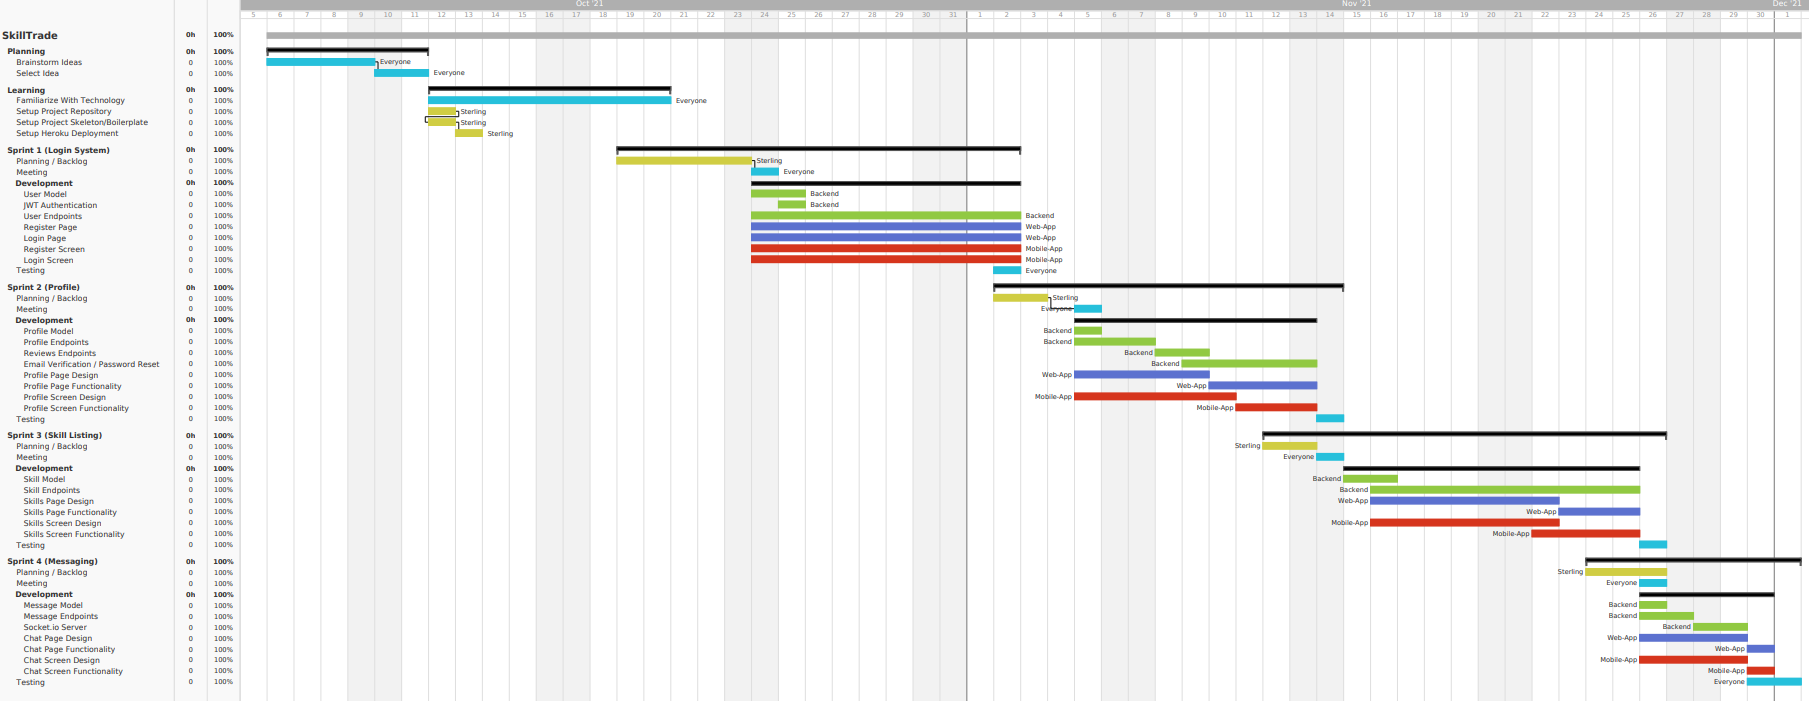 Oct '21 Nov '21 Dec '21
5 6 7 8 9 10 11 12 13 14 15 16 17 18 19 20 21 22 23 24 25 26 27 28 29 30 31 1 2 3 4 5 6 7 8 9 10 11 12 13 14 15 16 17 18 19 20 21 22 23 24 25 26 27 28 29 30 1
SkillTrade 0h 100%
Planning 0h 100%
Brainstorm Ideas 0 100% Everyone
Select Idea 0 100% Everyone
Learning 0h 100%
Familiarize With Technology 0 100% Everyone
Setup Project Repository 0 100% Sterling
Setup Project Skeleton/Boilerplate 0 100% Sterling
Setup Heroku Deployment 0 100% Sterling
Sprint 1 (Login System) 0h 100%
Planning / Backlog 0 100% Sterling
Meeting 0 100% Everyone
Development 0h 100%
User Model 0 100% Backend
JWT Authentication 0 100% Backend
User Endpoints 0 100% Backend
Register Page 0 100% Web-App
Login Page 0 100% Web-App
Register Screen 0 100% Mobile-App
Login Screen 0 100% Mobile-App
Testing 0 100% Everyone
Sprint 2 (Profile) 0h 100%
Planning / Backlog 0 100% Sterling
Meeting 0 100% Everyone
Development 0h 100%
Profile Model 0 100% Backend
Profile Endpoints 0 100% Backend
Reviews Endpoints 0 100% Backend
Email Verification / Password Reset 0 100% Backend
Profile Page Design 0 100% Web-App
Profile Page Functionality 0 100% Web-App
Profile Screen Design 0 100% Mobile-App
Profile Screen Functionality 0 100% Mobile-App
Testing 0 100%
Sprint 3 (Skill Listing) 0h 100%
Planning / Backlog 0 100% Sterling
Meeting 0 100% Everyone
Development 0h 100%
Skill Model 0 100% Backend
Skill Endpoints 0 100% Backend
Skills Page Design 0 100% Web-App
Skills Page Functionality 0 100% Web-App
Skills Screen Design 0 100% Mobile-App
Skills Screen Functionality 0 100% Mobile-App
Testing 0 100%
Sprint 4 (Messaging) 0h 100%
Planning / Backlog 0 100% Sterling
Meeting 0 100% Everyone
Development 0h 100%
Message Model 0 100% Backend
Message Endpoints 0 100% Backend
Socket.io Server 0 100% Backend
Chat Page Design 0 100% Web-App
Chat Page Functionality 0 100% Web-App
Chat Screen Design 0 100% Mobile-App
Chat Screen Functionality 0 100% Mobile-App
Testing 0 100% Everyone